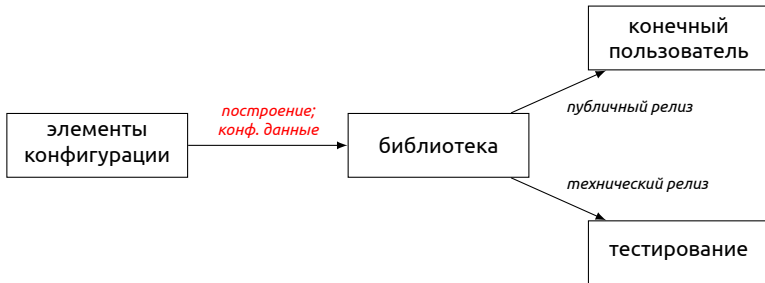 конечный
пользователь
построение;
конф. данные
публичный релиз
элементы
конфигурации
библиотека
технический релиз
тестирование